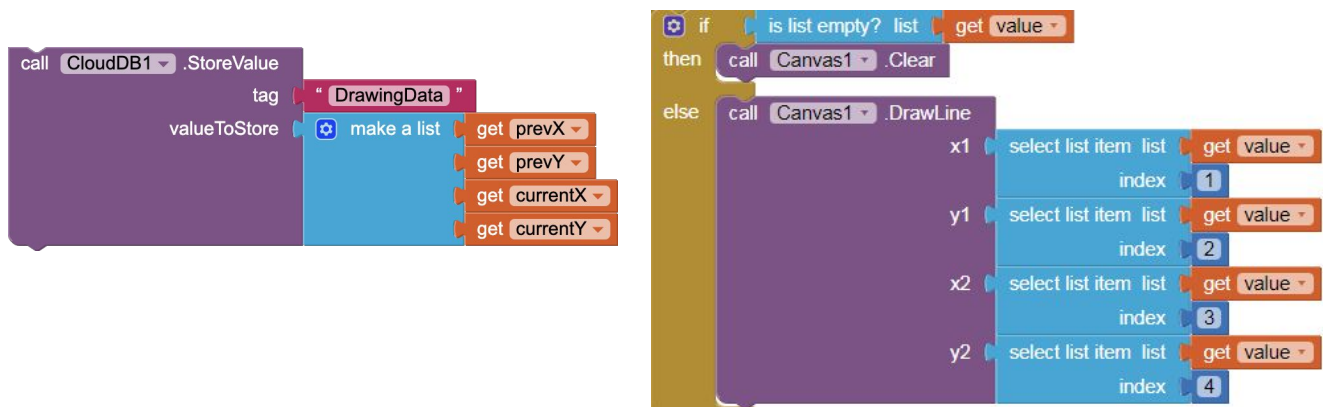 call CloudDB1 .StoreValue
tag " DrawingData "
valueToStore make a list get prevX
get prevY
get currentX
get currentY
if is list empty? list get value
then call Canvas1 .Clear
else call Canvas1 .DrawLine
x1 select list item list get value
index 1
y1 select list item list get value
index 2
x2 select list item list get value
index 3
y2 select list item list get value
index 4